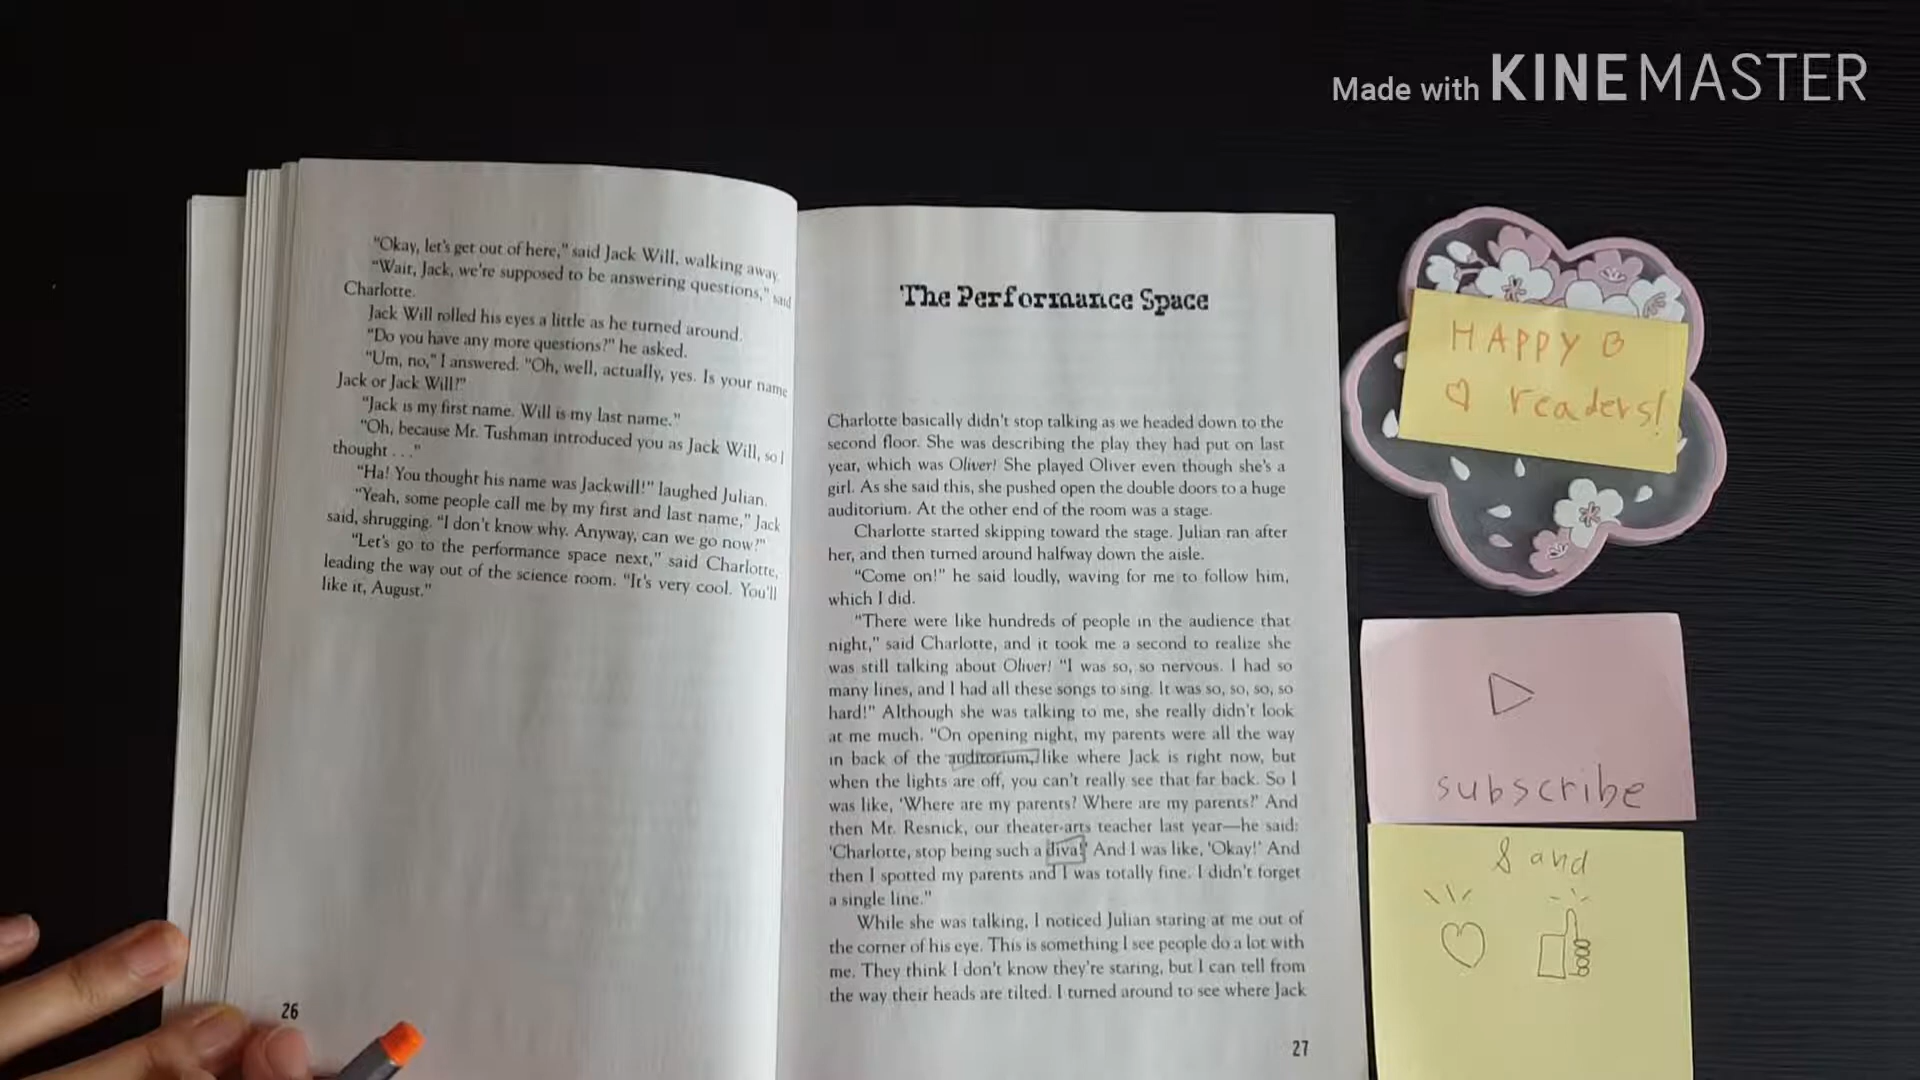 Made with KINEMASTER
"Okay, let's get out of here," said Jack Will, walking away.
"Wait, Jack, we're supposed to be answering questions," said
Charlotte.
Jack Will rolled his eyes a little as he turned around.
"Do you have any more questions?" he asked.
"Um, no," I answered. "Oh, well, actually, yes. Is your name
Jack or Jack Will?"
"Jack is my first name. Will is my last name."
"Oh, because Mr. Tushman introduced you as Jack Will, so I
thought . . ."
"Ha! You thought his name was Jackwill!" laughed Julian.
"Yeah, some people call me by my first and last name," Jack
said, shrugging. "I don't know why. Anyway, can we go now?"
"Let's go to the performance space next," said Charlotte,
leading the way out of the science room. "It's very cool. You'll
like it, August."
26
The Performance Space
Charlotte basically didn't stop talking as we headed down to the
second floor. She was describing the play they had put on last
year, which was Oliver! She played Oliver even though she's a
girl. As she said this, she pushed open the double doors to a huge
auditorium. At the other end of the room was a stage.
Charlotte started skipping toward the stage. Julian ran after
her, and then turned around halfway down the aisle.
"Come on!" he said loudly, waving for me to follow him,
which I did.
"There were like hundreds of people in the audience that
night," said Charlotte, and it took me a second to realize she
was still talking about Oliver! "I was so, so nervous. I had so
many lines, and I had all these songs to sing. It was so, so, so, so
hard!" Although she was talking to me, she really didn't look
at me much. "On opening night, my parents were all the way
in back of the auditorium, like where Jack is right now, but
when the lights are off, you can't really see that far back. So I
was like, 'Where are my parents? Where are my parents?' And
then Mr. Resnick, our theater-arts teacher last year—he said:
'Charlotte, stop being such a diva!' And I was like, 'Okay!' And
then I spotted my parents and I was totally fine. I didn't forget
a single line."
While she was talking, I noticed Julian staring at me out of
the corner of his eye. This is something I see people do a lot with
me. They think I don't know they're staring, but I can tell from
the way their heads are tilted. I turned around to see where Jack
27
HAPPY B
readers!
subscribe
& and